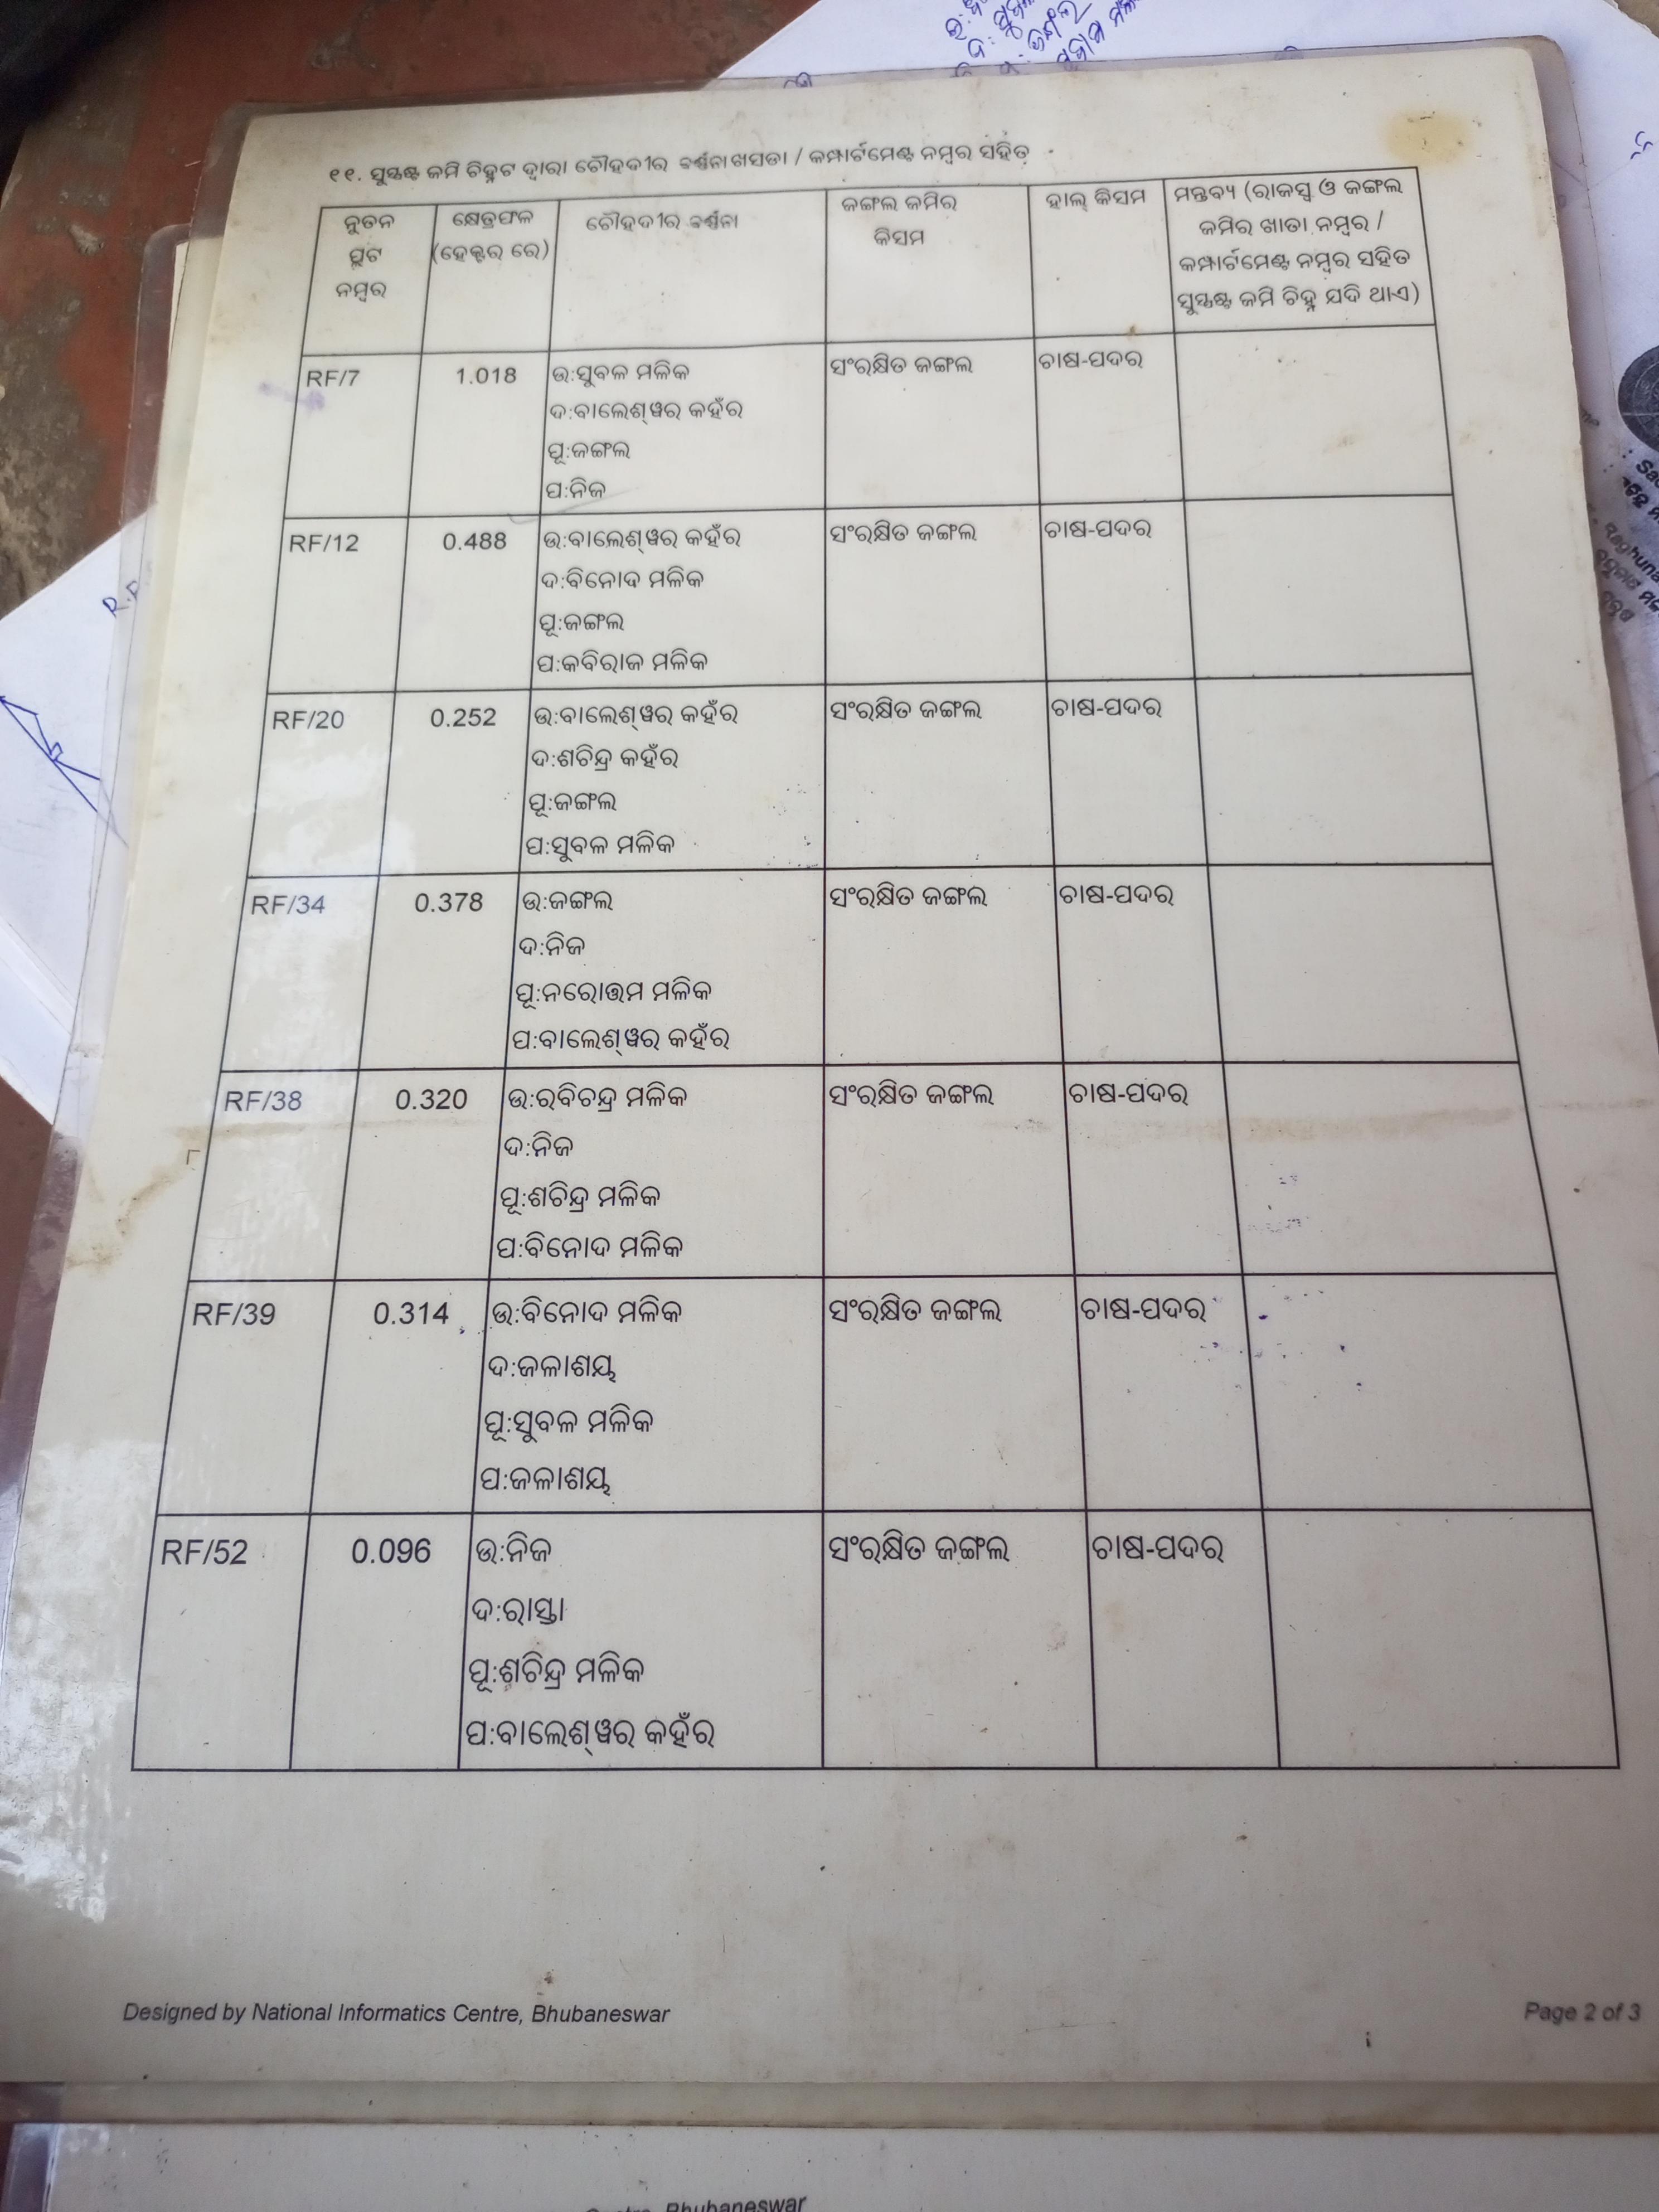 ୧୧. ସୁସ୍ପଷ୍ଟ ଜମି ଚିହ୍ନଟ ଦ୍ୱାରା ଚୌହଦୀର ବର୍ଣ୍ଣନା ଖସଡା / କମ୍ପାର୍ଟମେଣ୍ଟ ନମ୍ବର ସହିତ
ନୁତନ ପ୍ଲଟ ନମ୍ବର
କ୍ଷେତ୍ରଫଳ (ହେକ୍ଟର ରେ)
ଚୌହଦୀର ବର୍ଣ୍ଣନା
ଜଙ୍ଗଲ ଜମିର କିସମ
ହାଲ୍ କିସମ
ମନ୍ତବ୍ୟ (ରାଜସ୍ୱ ଓ ଜଙ୍ଗଲ
ଜମିର ଖାତା ନମ୍ବର /
କମ୍ପାର୍ଟମେଣ୍ଟ ନମ୍ବର ସହିତ
ସୁସ୍ପଷ୍ଟ ଜମି ଚିହ୍ନ ଯଦି ଥାଏ)
RF/7 1.018 ଉ:ସୁବଳ ମଳିକ ସଂରକ୍ଷିତ ଜଙ୍ଗଲ ଚାଷ-ପଦର
ଦ:ବାଲେଶ୍ୱର କହଁର
ପୂ:ଜଙ୍ଗଲ
ପ:ନିଜ
RF/12 0.488 ଉ:ବାଲେଶ୍ୱର କହଁର ସଂରକ୍ଷିତ ଜଙ୍ଗଲ ଚାଷ-ପଦର
ଦ:ବିନୋଦ ମଳିକ
ପୂ:ଜଙ୍ଗଲ
ପ:କବିରାଜ ମଳିକ
RF/20 0.252 ଉ:ବାଲେଶ୍ୱର କହଁର ସଂରକ୍ଷିତ ଜଙ୍ଗଲ ଚାଷ-ପଦର
ଦ:ଶଚିନ୍ଦ୍ର କହଁର
ପୂ:ଜଙ୍ଗଲ
ପ:ସୁବଳ ମଳିକ
RF/34 0.378 ଉ:ଜଙ୍ଗଲ ସଂରକ୍ଷିତ ଜଙ୍ଗଲ ଚାଷ-ପଦର
ଦ:ନିଜ
ପୂ:ନରୋତ୍ତମ ମଳିକ
ପ:ବାଲେଶ୍ୱର କହଁର
RF/38 0.320 ଉ:ରବିଚନ୍ଦ୍ର ମଳିକ ସଂରକ୍ଷିତ ଜଙ୍ଗଲ ଚାଷ-ପଦର
ଦ:ନିଜ
ପୂ:ଶଚିନ୍ଦ୍ର ମଳିକ
ପ:ବିନୋଦ ମଳିକ
RF/39 0.314 ଉ:ବିନୋଦ ମଳିକ ସଂରକ୍ଷିତ ଜଙ୍ଗଲ ଚାଷ-ପଦର
ଦ:ଜଳାଶୟ
ପୂ:ସୁବଳ ମଳିକ
ପ:ଜଳାଶୟ
RF/52 0.096 ଉ:ନିଜ ସଂରକ୍ଷିତ ଜଙ୍ଗଲ ଚାଷ-ପଦର
ଦ:ରାସ୍ତା
ପୂ:ଶଚିନ୍ଦ୍ର ମଳିକ
ପ:ବାଲେଶ୍ୱର କହଁର
Designed by National Informatics Centre, Bhubaneswar Page 2 of 3
Bhubaneswar